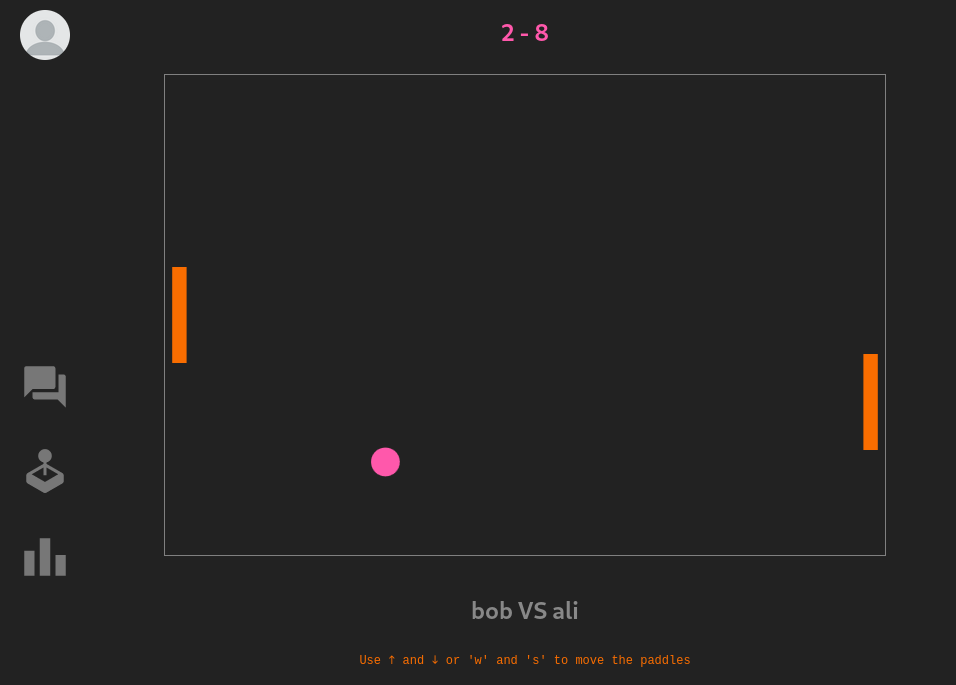 2 - 8
bob VS ali
Use ↑ and ↓ or 'w' and 's' to move the paddles